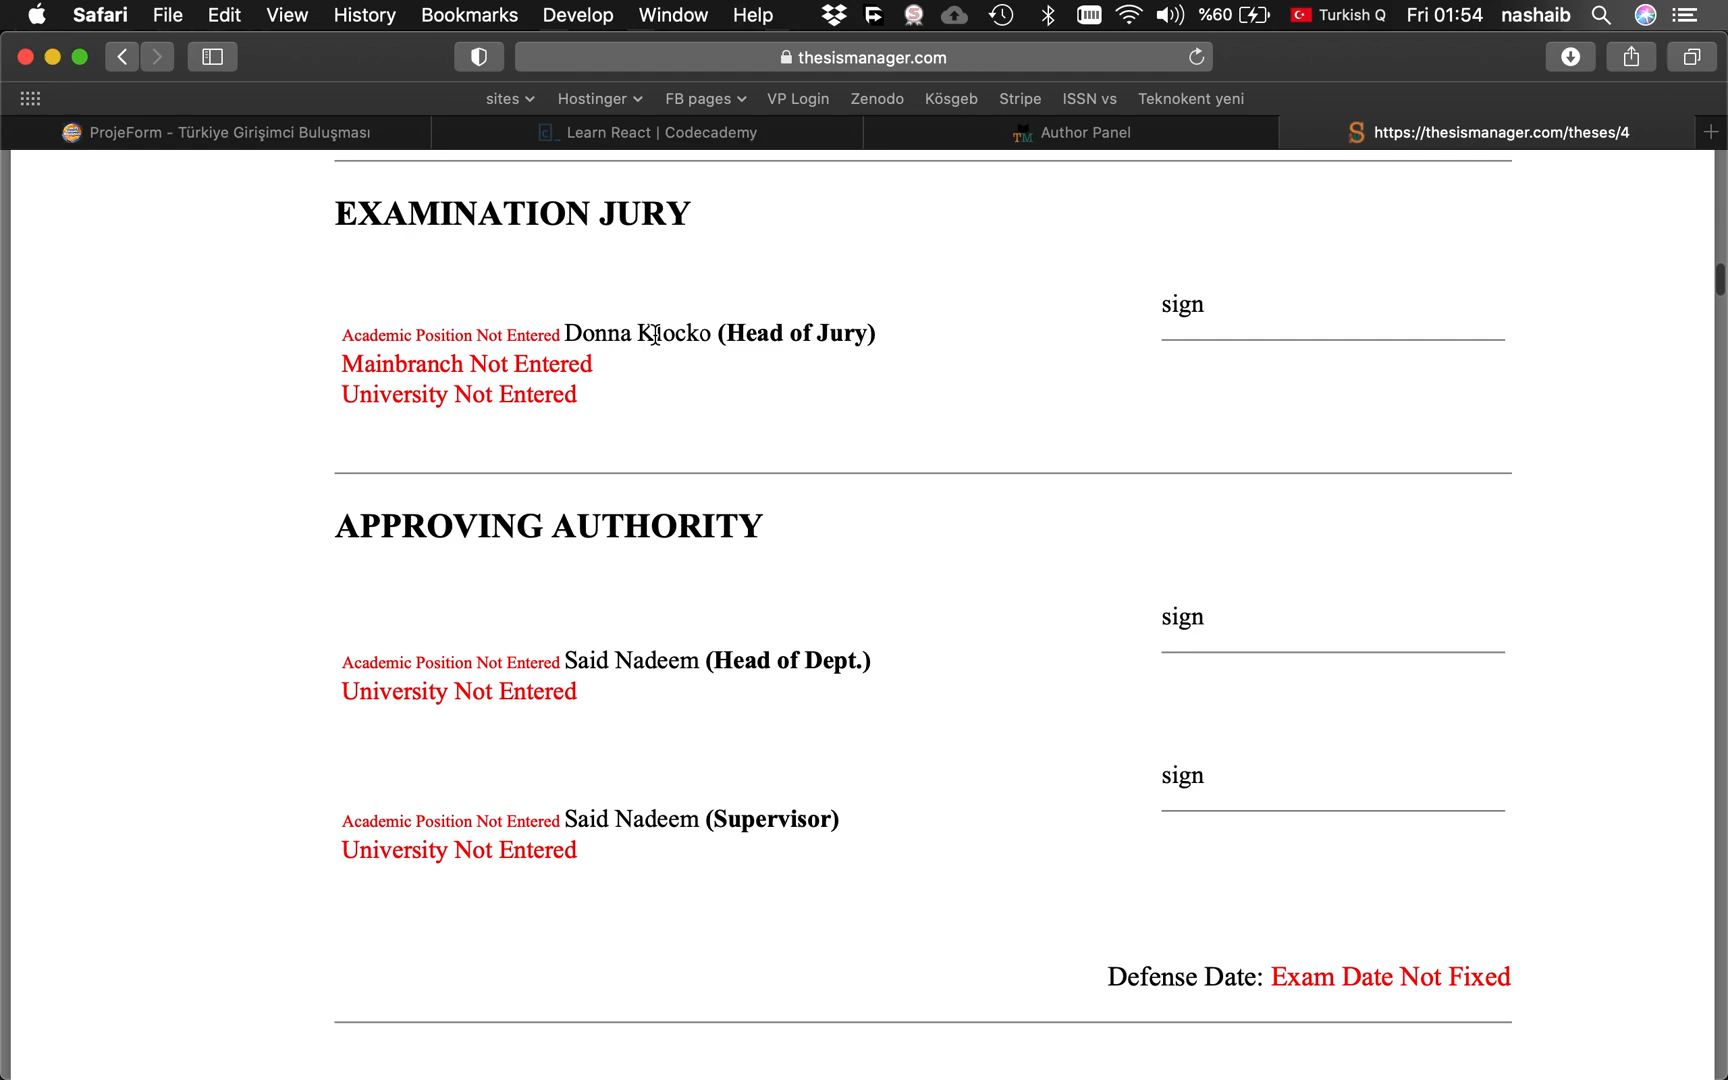 Safari File Edit View History Bookmarks Develop Window Help %60 Turkish Q Fri 01:54 nashaib
thesismanager.com
sites Hostinger FB pages VP Login Zenodo Kösgeb Stripe ISSN vs Teknokent yeni
ProjeForm - Türkiye Girişimci Buluşması Learn React | Codecademy Author Panel https://thesismanager.com/theses/4
EXAMINATION JURY
sign
Academic Position Not Entered Donna Klocko (Head of Jury)
Mainbranch Not Entered
University Not Entered
APPROVING AUTHORITY
sign
Academic Position Not Entered Said Nadeem (Head of Dept.)
University Not Entered
sign
Academic Position Not Entered Said Nadeem (Supervisor)
University Not Entered
Defense Date: Exam Date Not Fixed